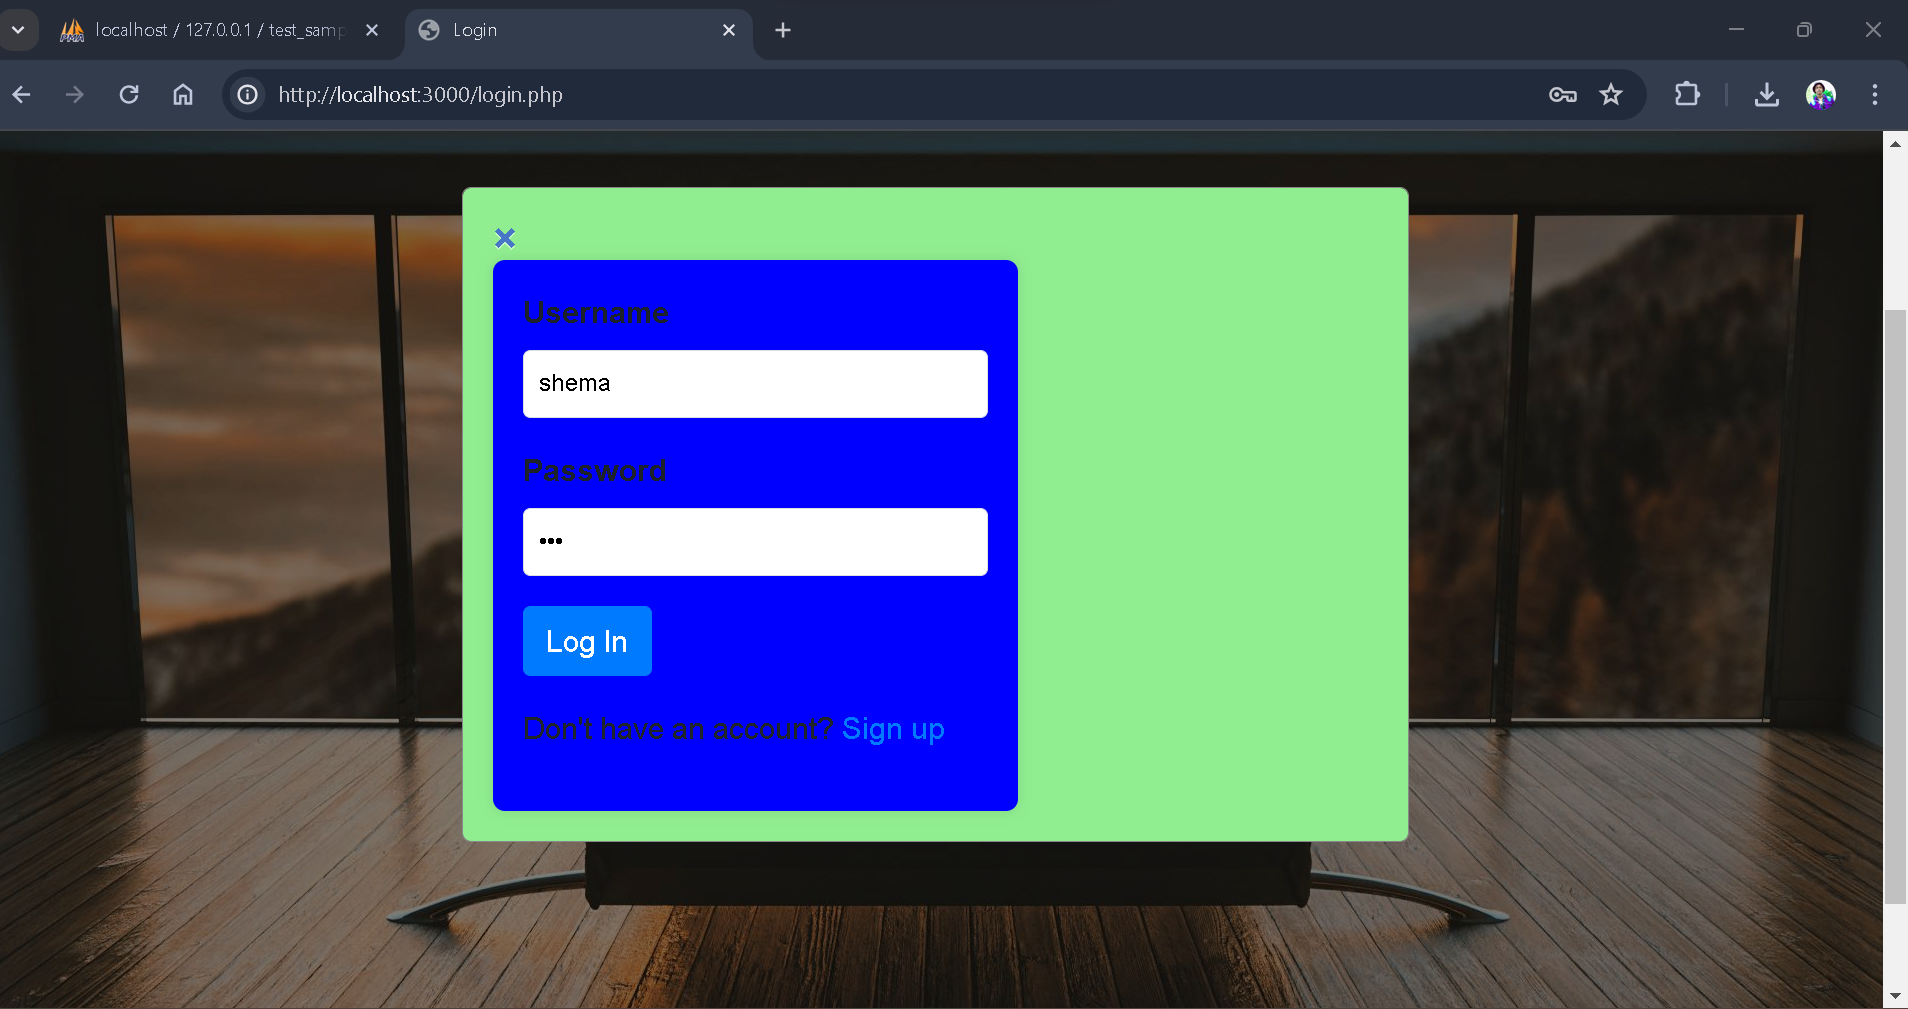 localhost / 127.0.0.1 / test_samp
Login
http://localhost:3000/login.php
Username
shema
Password
•••
Log In
Don't have an account? Sign up